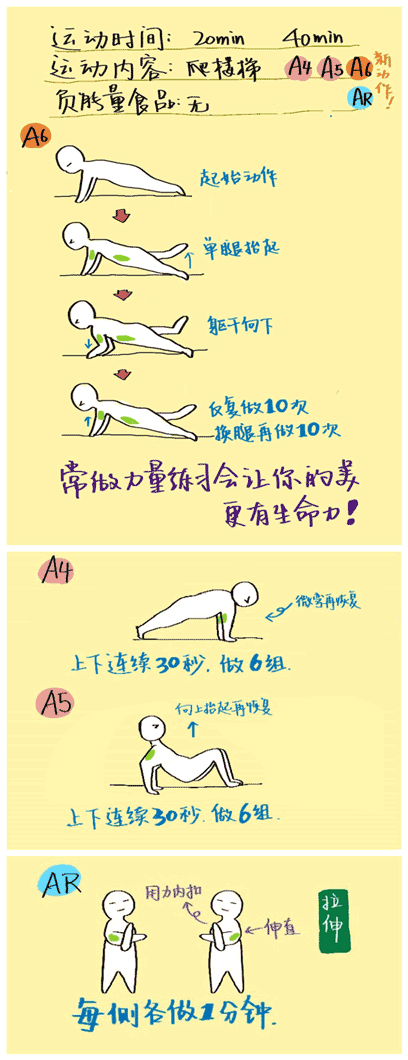 运动时间: 20min 40min
运动内容: 爬楼梯 A4 A5 A6 新动作!
负能量食品: 无 AR
A6
起始动作
单腿抬起
躯干向下
反复做10次
换腿再做10次
常做力量练习会让你的美
更有生命力!
A4
微弯再恢复
上下连续30秒.做6组.
A5
向上抬起再恢复
上下连续30秒.做6组.
AR
用力内扣
伸直
拉伸
每侧各做1分钟.